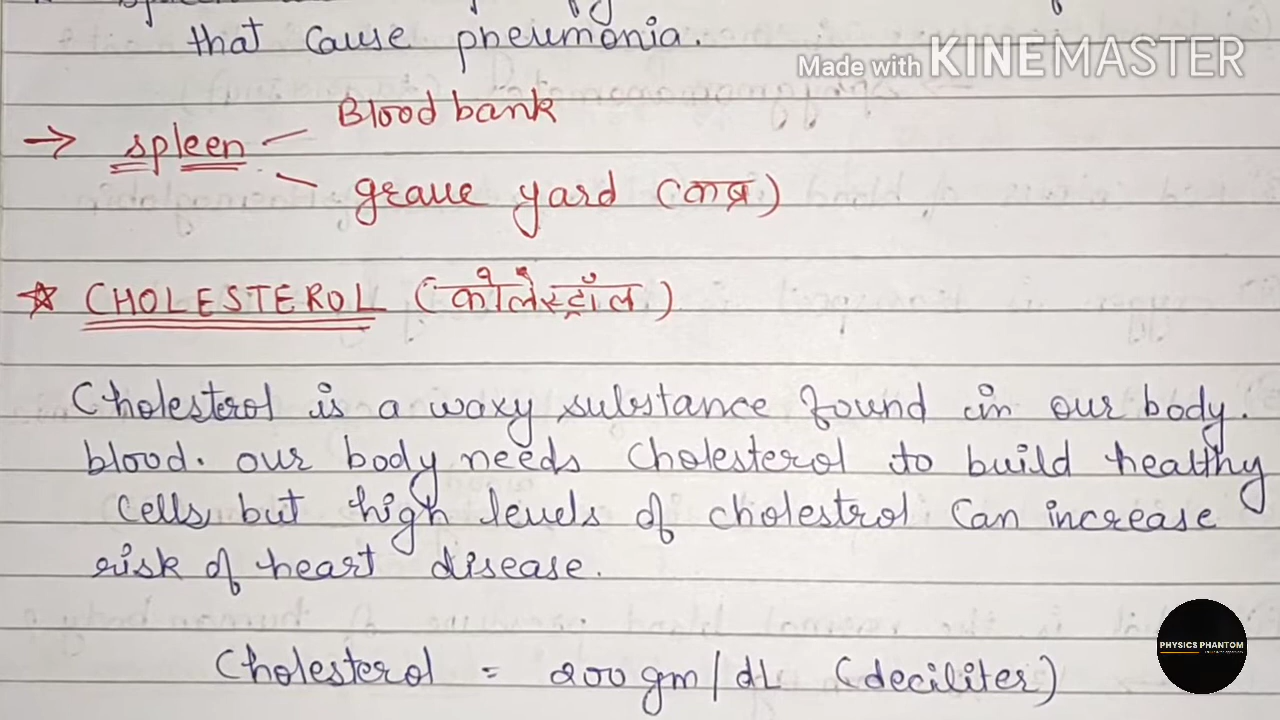 that cause pneumonia.
Made with KINEMASTER
→ spleen — Blood bank
— grave yard (कब्र)
☆ CHOLESTEROL (कोलेस्ट्रॉल)
Cholesterol is a waxy substance found in our body.
blood. our body needs Cholesterol to build healthy
cells, but high levels of cholestrol can increase
risk of heart disease.
PHYSICS PHANTOM
Cholesterol = 200 gm/dL (deciliter)